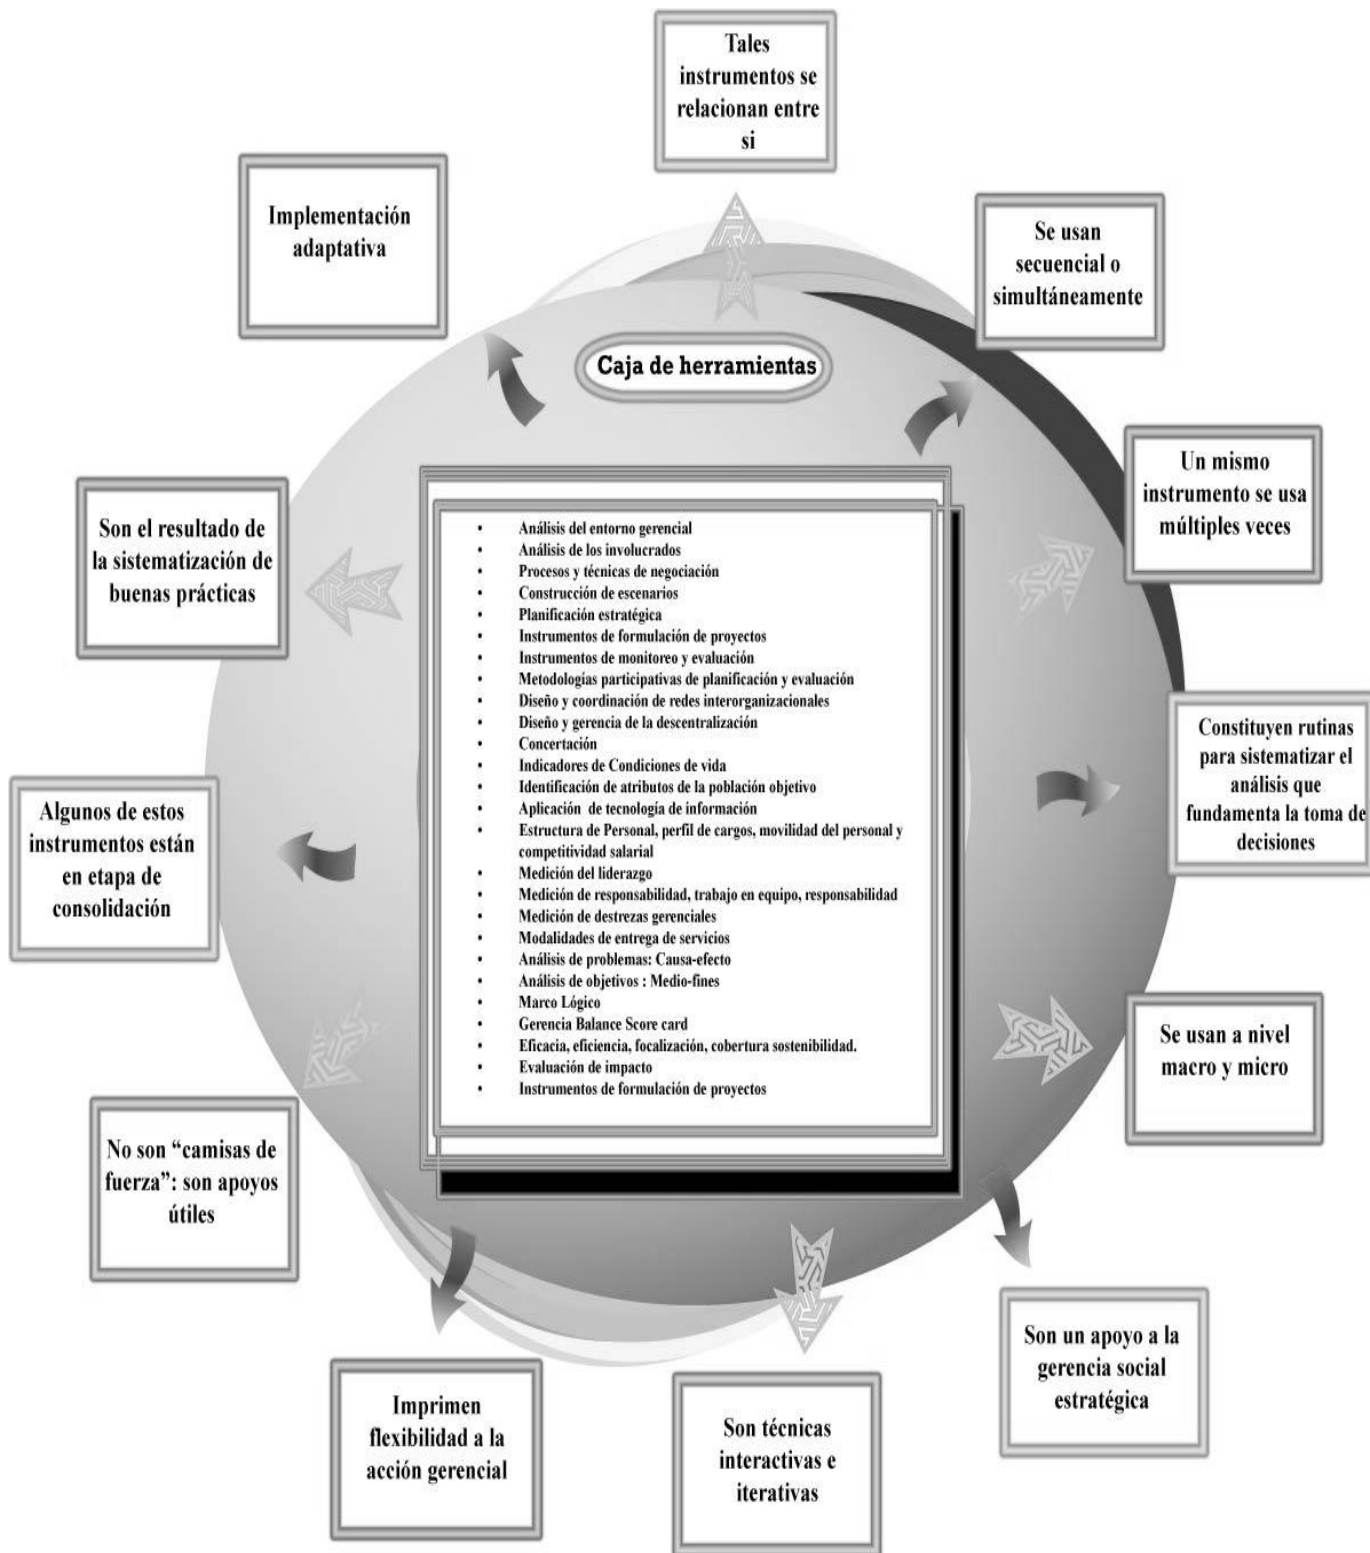 Tales
instrumentos se
relacionan entre
si
Implementación
adaptativa
Se usan
secuencial o
simultáneamente
Caja de herramientas
Un mismo
instrumento se usa
múltiples veces
Son el resultado de
la sistematización de
buenas prácticas
• Análisis del entorno gerencial
• Análisis de los involucrados
• Procesos y técnicas de negociación
• Construcción de escenarios
• Planificación estratégica
• Instrumentos de formulación de proyectos
• Instrumentos de monitoreo y evaluación
• Metodologías participativas de planificación y evaluación
• Diseño y coordinación de redes interorganizacionales
• Diseño y gerencia de la descentralización
• Concertación
• Indicadores de Condiciones de vida
• Identificación de atributos de la población objetivo
• Aplicación de tecnología de información
• Estructura de Personal, perfil de cargos, movilidad del personal y
competitividad salarial
• Medición del liderazgo
• Medición de responsabilidad, trabajo en equipo, responsabilidad
• Medición de destrezas gerenciales
• Modalidades de entrega de servicios
• Análisis de problemas: Causa-efecto
• Análisis de objetivos : Medio-fines
• Marco Lógico
• Gerencia Balance Score card
• Eficacia, eficiencia, focalización, cobertura sostenibilidad.
• Evaluación de impacto
• Instrumentos de formulación de proyectos
Constituyen rutinas
para sistematizar el
análisis que
fundamenta la toma de
decisiones
Algunos de estos
instrumentos están
en etapa de
consolidación
Se usan a nivel
macro y micro
No son “camisas de
fuerza”: son apoyos
útiles
Son un apoyo a la
gerencia social
estratégica
Imprimen
flexibilidad a la
acción gerencial
Son técnicas
interactivas e
iterativas